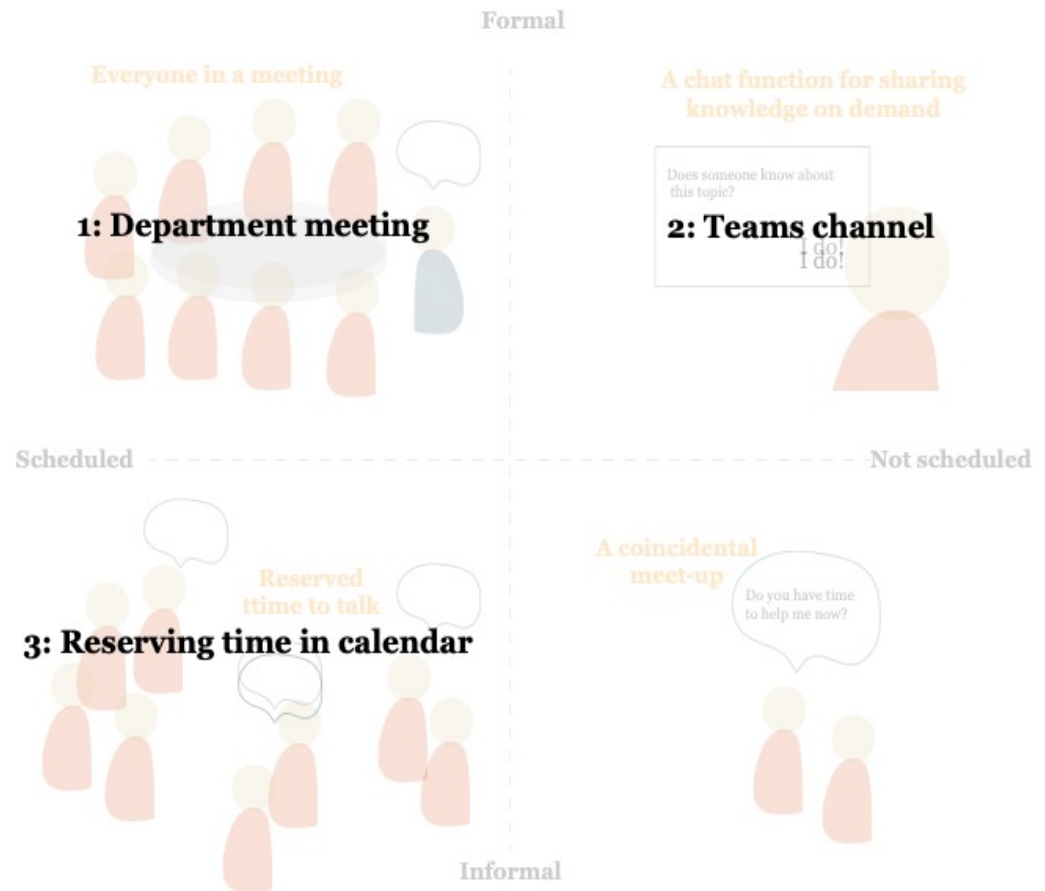 Formal
Everyone in a meeting
A chat function for sharing
knowledge on demand
Does someone know about
this topic?
1: Department meeting
2: Teams channel
I do!
I do!
Scheduled
Not scheduled
A coincidental
meet-up
Reserved
ttime to talk
Do you have time
to help me now?
3: Reserving time in calendar
Informal